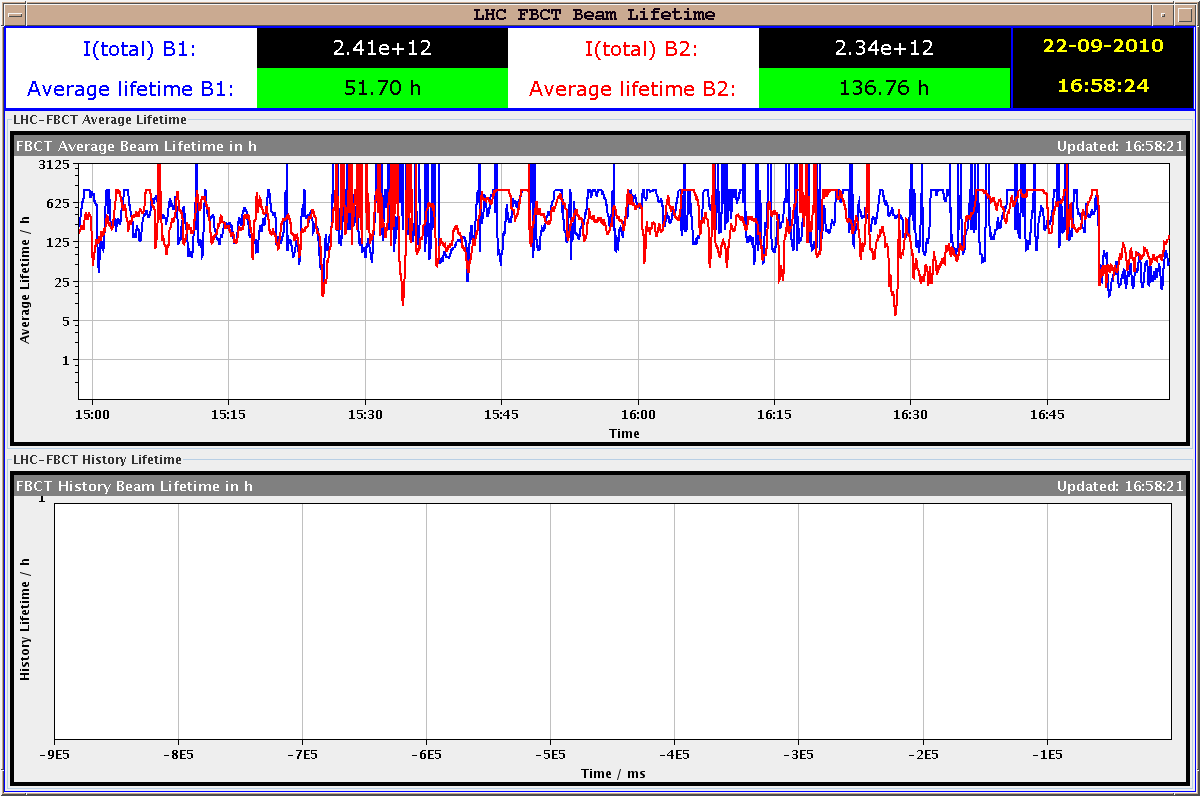 LHC FBCT Beam Lifetime
I(total) B1: 2.41e+12 I(total) B2: 2.34e+12 22-09-2010
Average lifetime B1: 51.70 h Average lifetime B2: 136.76 h 16:58:24
LHC-FBCT Average Lifetime
FBCT Average Beam Lifetime in h Updated: 16:58:21
Average Lifetime / h
3125
625
125
25
5
1
15:00 15:15 15:30 15:45 16:00 16:15 16:30 16:45
Time
LHC-FBCT History Lifetime
FBCT History Beam Lifetime in h Updated: 16:58:21
1
History Lifetime / h
-9E5 -8E5 -7E5 -6E5 -5E5 -4E5 -3E5 -2E5 -1E5
Time / ms